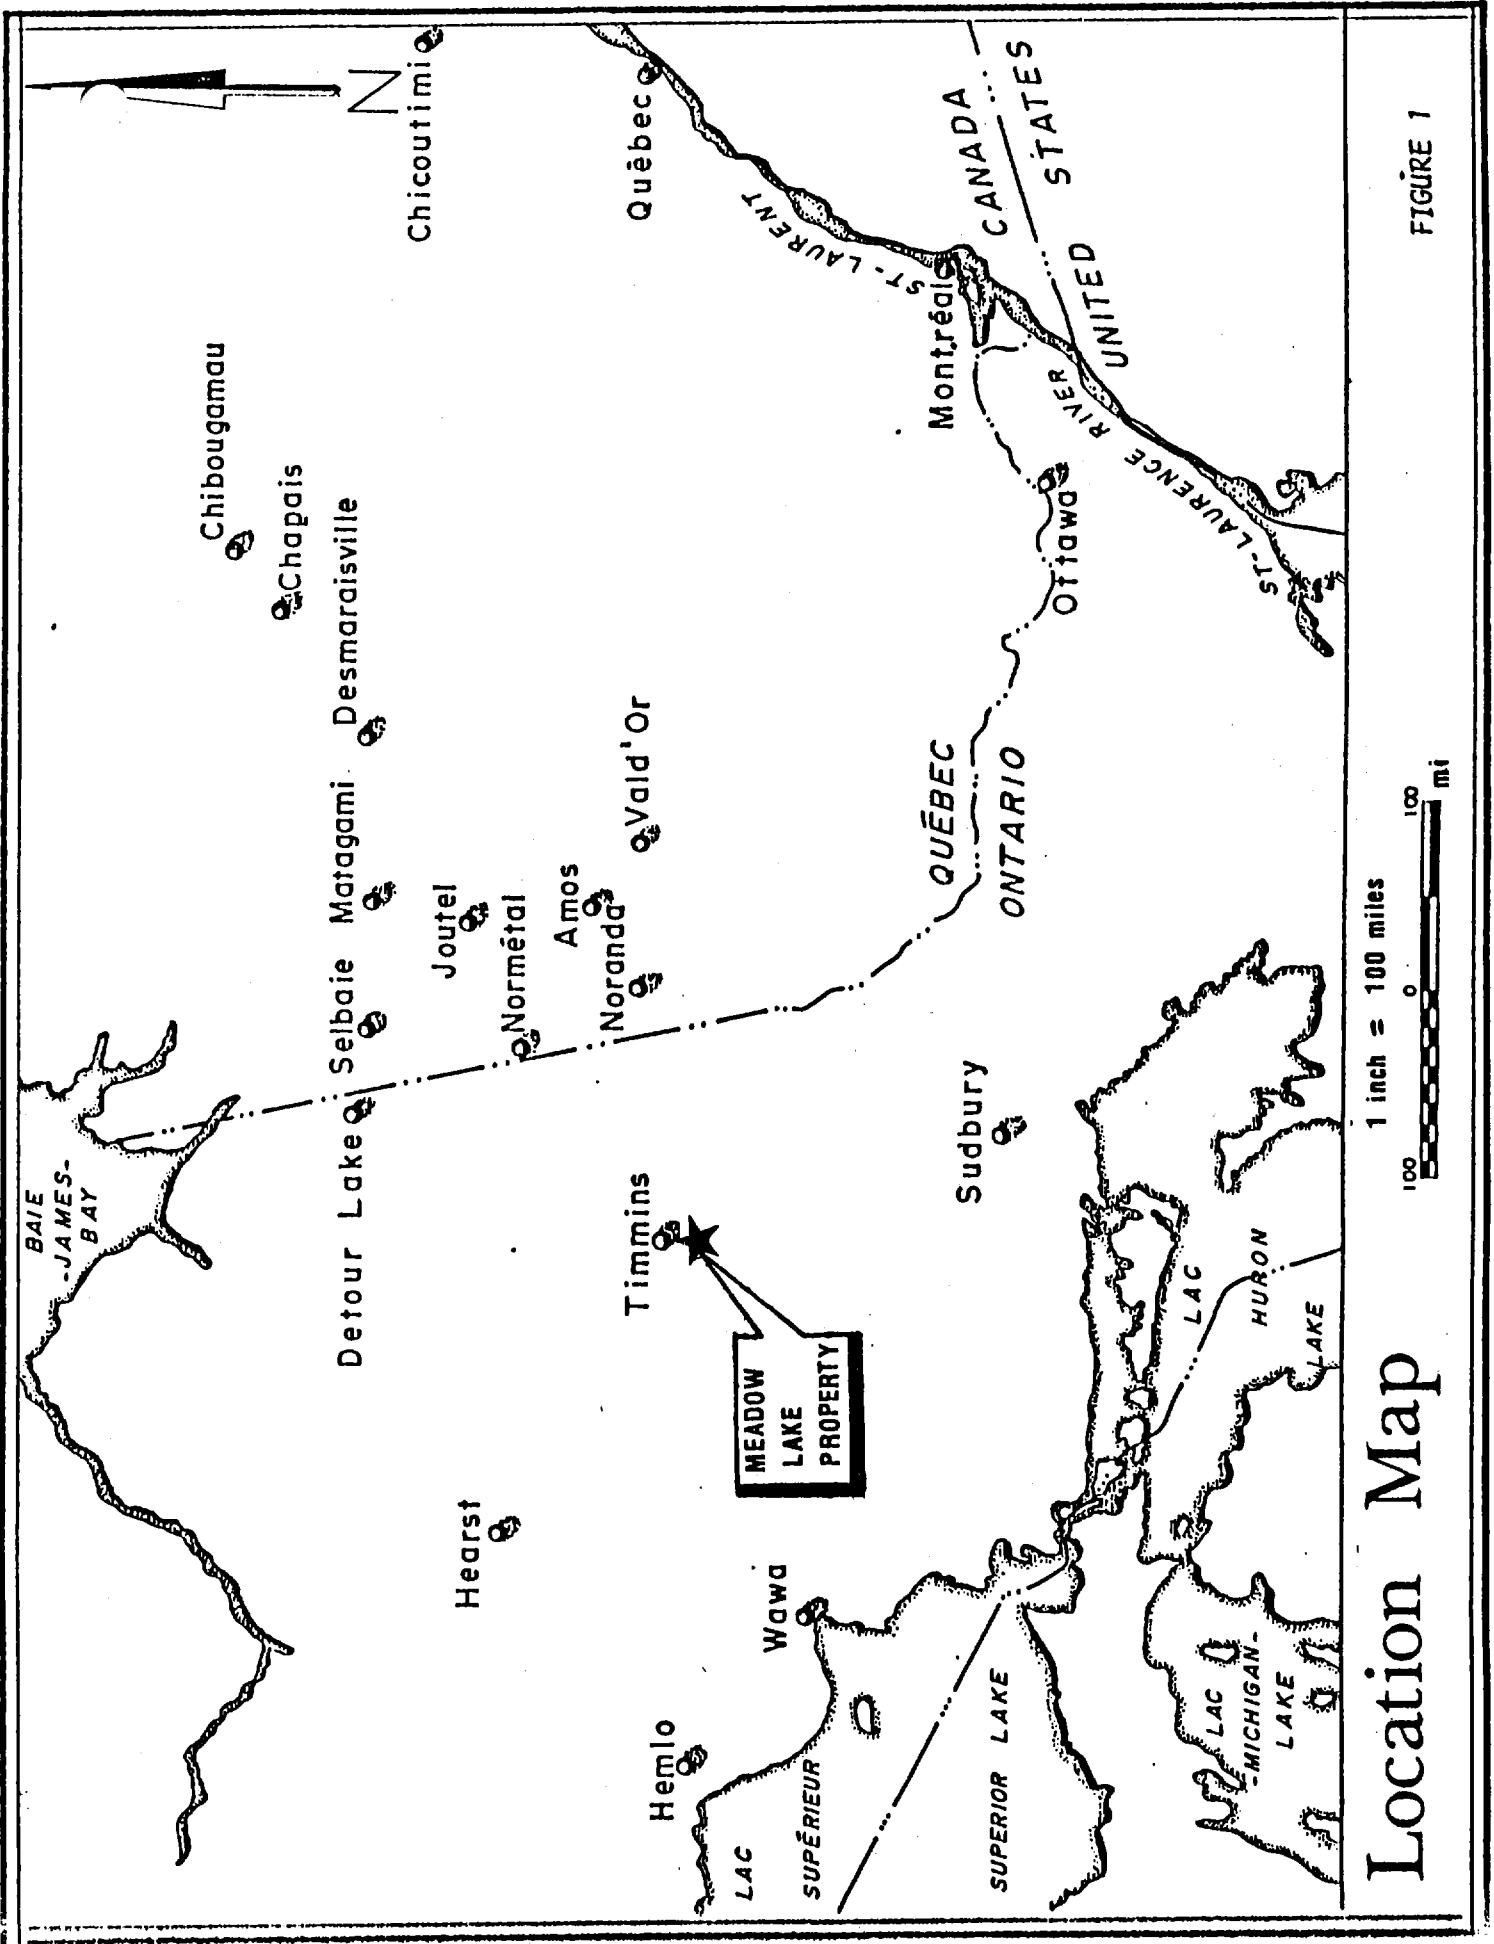 BAIE
-JAMES-
BAY
N
Chicoutimi
Chibougamau
Chapais
Detour Lake
Selbaie
Matagami
Desmaraisville
Joutel
Hearst
Normétal
Amos
Noranda
Vald'Or
Québec
Timmins
Hemlo
MEADOW
LAKE
PROPERTY
Wawa
ST-LAURENT
LAC
SUPÉRIEUR
SUPERIOR LAKE
Sudbury
QUÉBEC
ONTARIO
Montréal
CANADA
UNITED STATES
Ottawa
ST-LAURENCE RIVER
LAC
HURON
LAKE
LAC
-MICHIGAN-
LAKE
Location Map
1 inch = 100 miles
100 0 100
mi
FIGURE 1